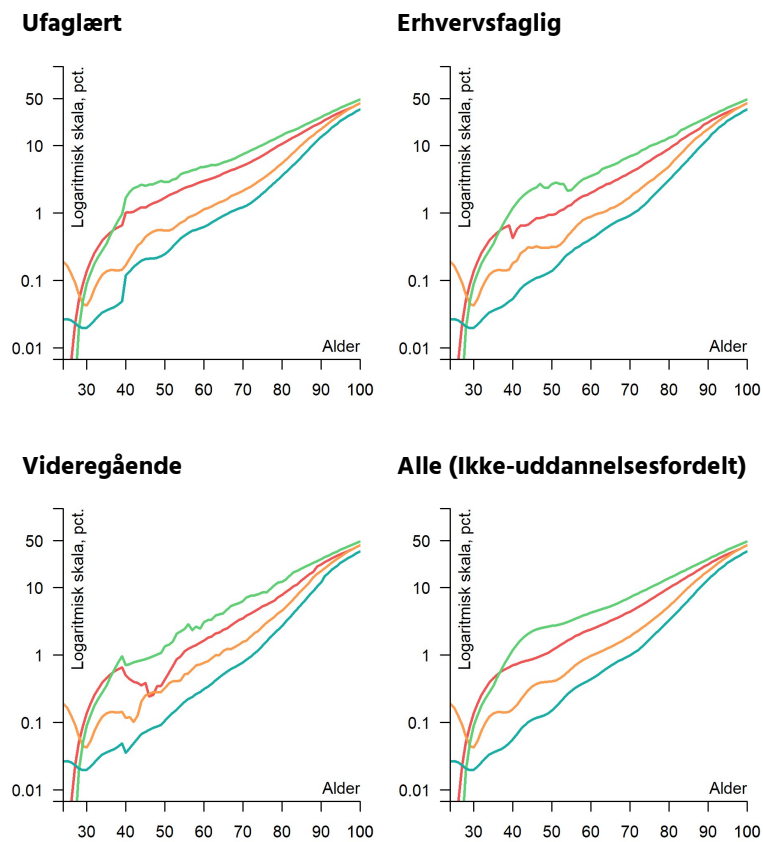 Ufaglært
Logaritmisk skala, pct.
50
10
1
0.1
0.01
Alder
30 40 50 60 70 80 90 100
Erhvervsfaglig
Logaritmisk skala, pct.
50
10
1
0.1
0.01
Alder
30 40 50 60 70 80 90 100
Videregående
Logaritmisk skala, pct.
50
10
1
0.1
0.01
Alder
30 40 50 60 70 80 90 100
Alle (Ikke-uddannelsesfordelt)
Logaritmisk skala, pct.
50
10
1
0.1
0.01
Alder
30 40 50 60 70 80 90 100